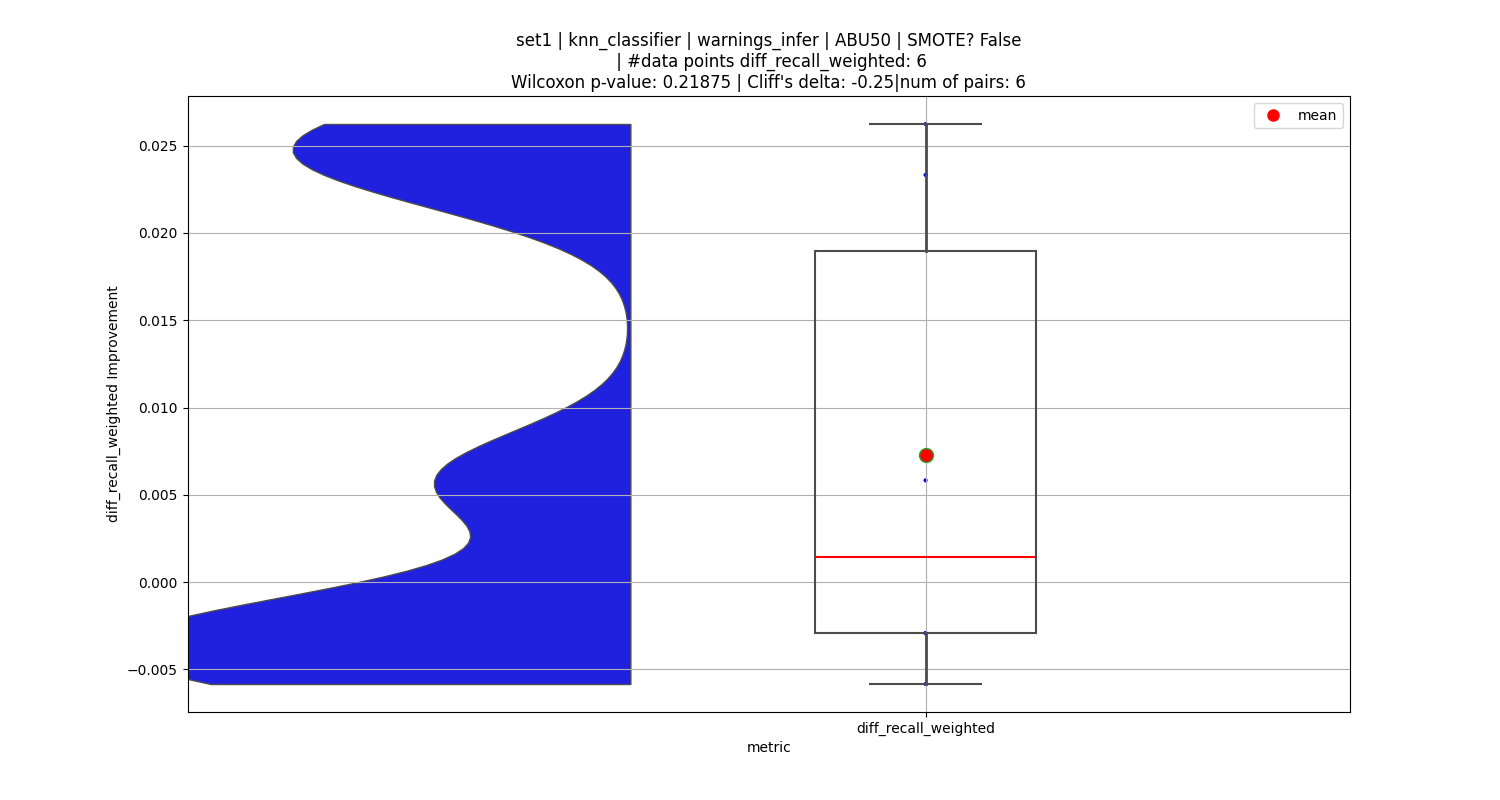 set1 | knn_classifier | warnings_infer | ABU50 | SMOTE? False
| #data points diff_recall_weighted: 6
Wilcoxon p-value: 0.21875 | Cliff's delta: -0.25|num of pairs: 6
mean
0.025
0.020
0.015
0.010
0.005
0.000
−0.005
diff_recall_weighted Improvement
diff_recall_weighted
metric